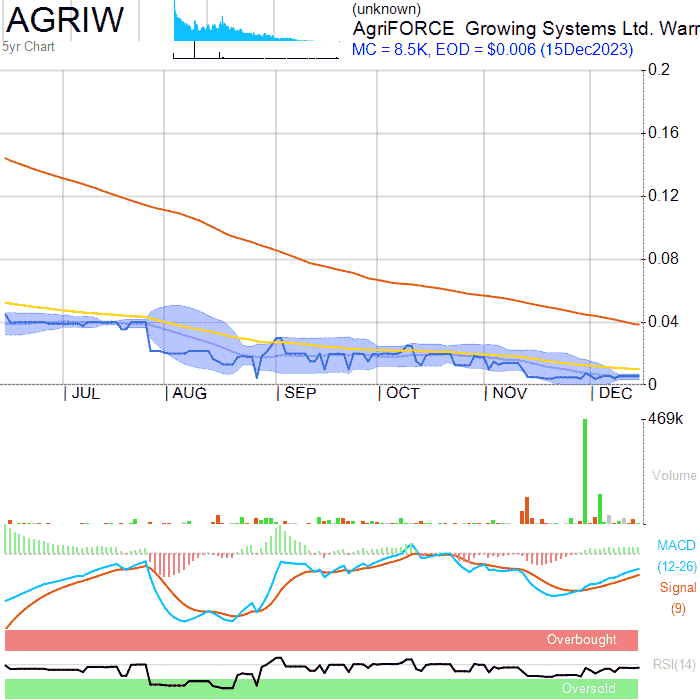 AGRIW
5yr Chart
(unknown)
AgriFORCE Growing Systems Ltd. Warr
MC = 8.5K, EOD = $0.006 (15Dec2023)
0.2
0.16
0.12
0.08
0.04
0
JUL
AUG
SEP
OCT
NOV
DEC
469k
Volume
MACD
(12-26)
Signal
(9)
Overbought
RSI(14)
Oversold